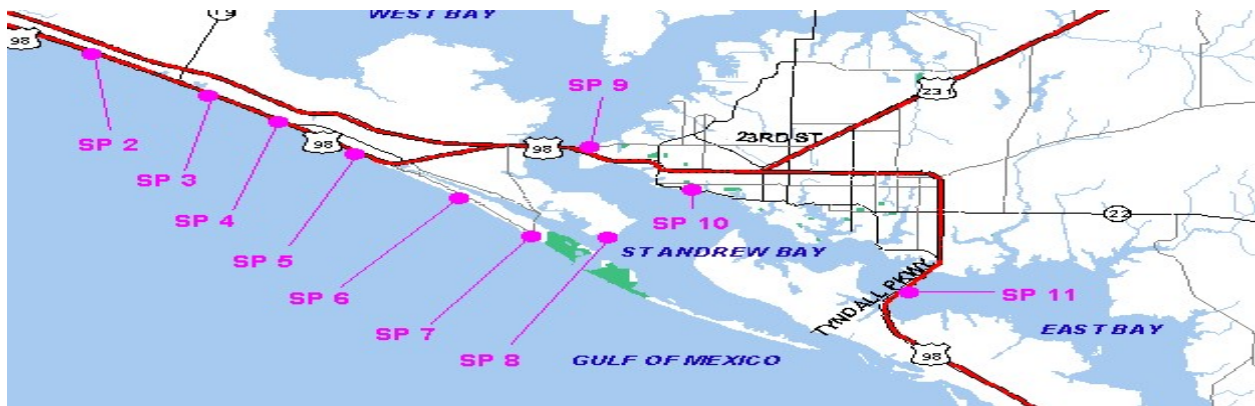 WEST BAY
98
SP 9
231
SP 2
98
98
23RD ST
SP 3
SP 4
SP 10
22
SP 5
ST ANDREW BAY
SP 6
SP 11
TYNDALL PKWY
SP 7
EAST BAY
SP 8
GULF OF MEXICO
98